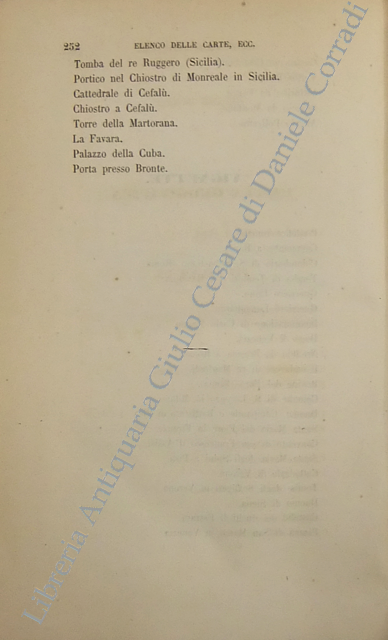 252 ELENCO DELLE CARTE, ECC.
Tomba del re Ruggero (Sicilia).
Portico nel Chiostro di Monreale in Sicilia.
Cattedrale di Cefalù.
Chiostro a Cefalù.
Torre della Martorana.
La Favara.
Palazzo della Cuba.
Porta presso Bronte.
Libreria Antiquaria Giulio Cesare di Daniele Corradi